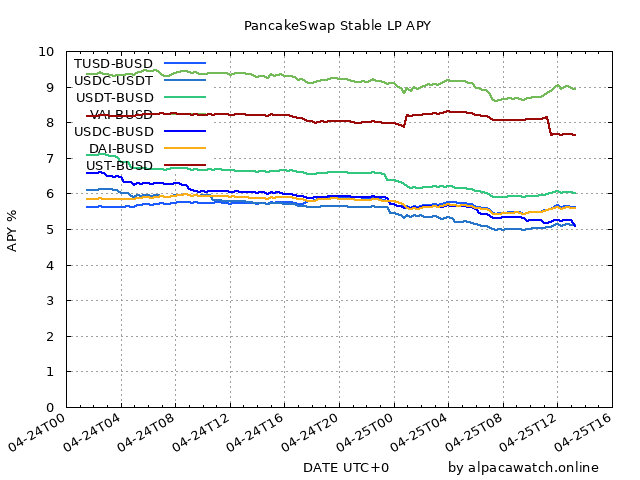 PancakeSwap Stable LP APY
10
9
8
7
6
5
4
3
2
1
0
APY %
TUSD-BUSD
USDC-USDT
USDT-BUSD
VAI-BUSD
USDC-BUSD
DAI-BUSD
UST-BUSD
04-24T00
04-24T04
04-24T08
04-24T12
04-24T16
04-24T20
04-25T00
04-25T04
04-25T08
04-25T12
04-25T16
DATE UTC+0
by alpacawatch.online